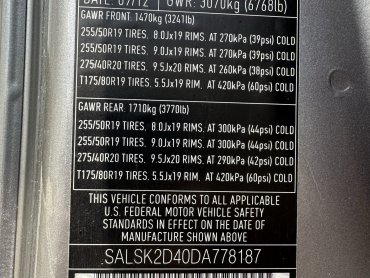 DATE: 07/12 GWR: 3070kg (6768lb)
GAWR FRONT: 1470kg (3241lb)
255/50R19 TIRES. 8.0Jx19 RIMS. AT 270kPa (39psi) COLD
255/50R19 TIRES. 9.0Jx19 RIMS. AT 270kPa (39psi) COLD
275/40R20 TIRES. 9.5Jx20 RIMS. AT 260kPa (38psi) COLD
T175/80R19 TIRES. 5.5Jx19 RIM. AT 420kPa (60psi) COLD
GAWR REAR: 1710kg (3770lb)
255/50R19 TIRES. 8.0Jx19 RIMS. AT 300kPa (44psi) COLD
255/50R19 TIRES. 9.0Jx19 RIMS. AT 300kPa (44psi) COLD
275/40R20 TIRES. 9.5Jx20 RIMS. AT 290kPa (42psi) COLD
T175/80R19 TIRES. 5.5Jx19 RIM. AT 420kPa (60psi) COLD
THIS VEHICLE CONFORMS TO ALL APPLICABLE
U.S. FEDERAL MOTOR VEHICLE SAFETY
STANDARDS IN EFFECT ON THE DATE OF
MANUFACTURE SHOWN ABOVE
SALSK2D40DA778187